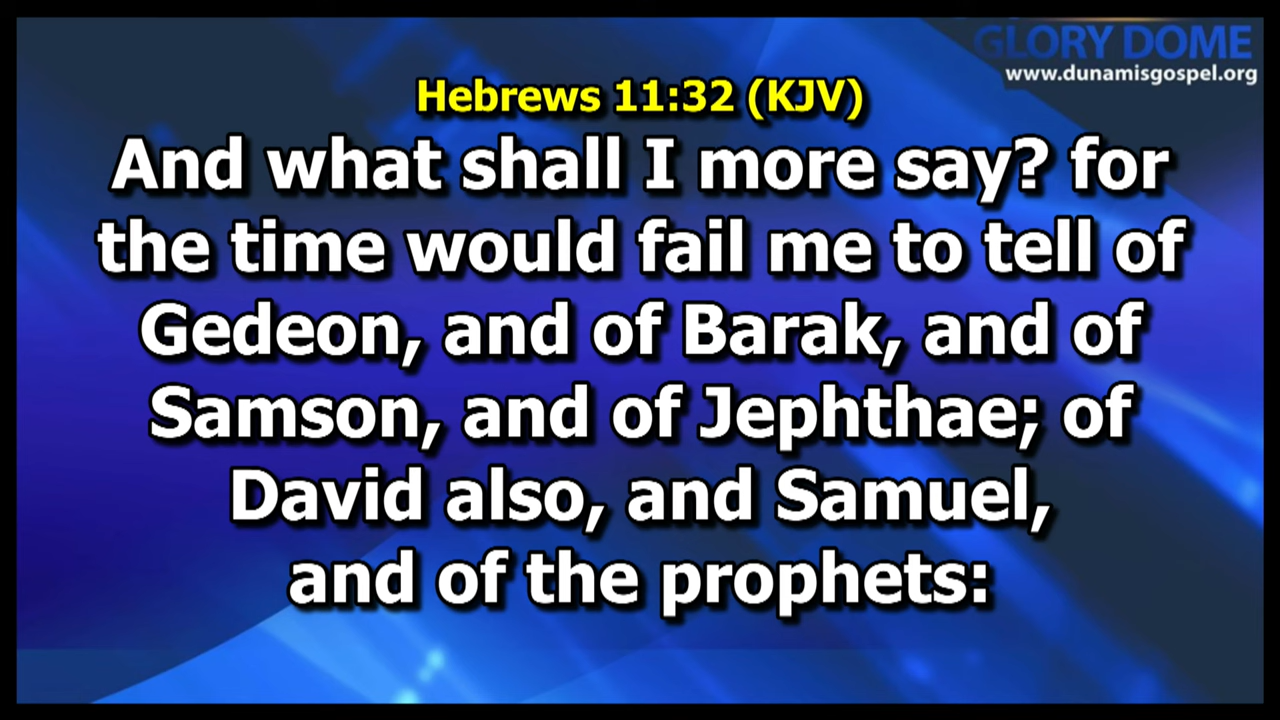 GLORY DOME
www.dunamisgospel.org
Hebrews 11:32 (KJV)
And what shall I more say? for
the time would fail me to tell of
Gedeon, and of Barak, and of
Samson, and of Jephthae; of
David also, and Samuel,
and of the prophets: